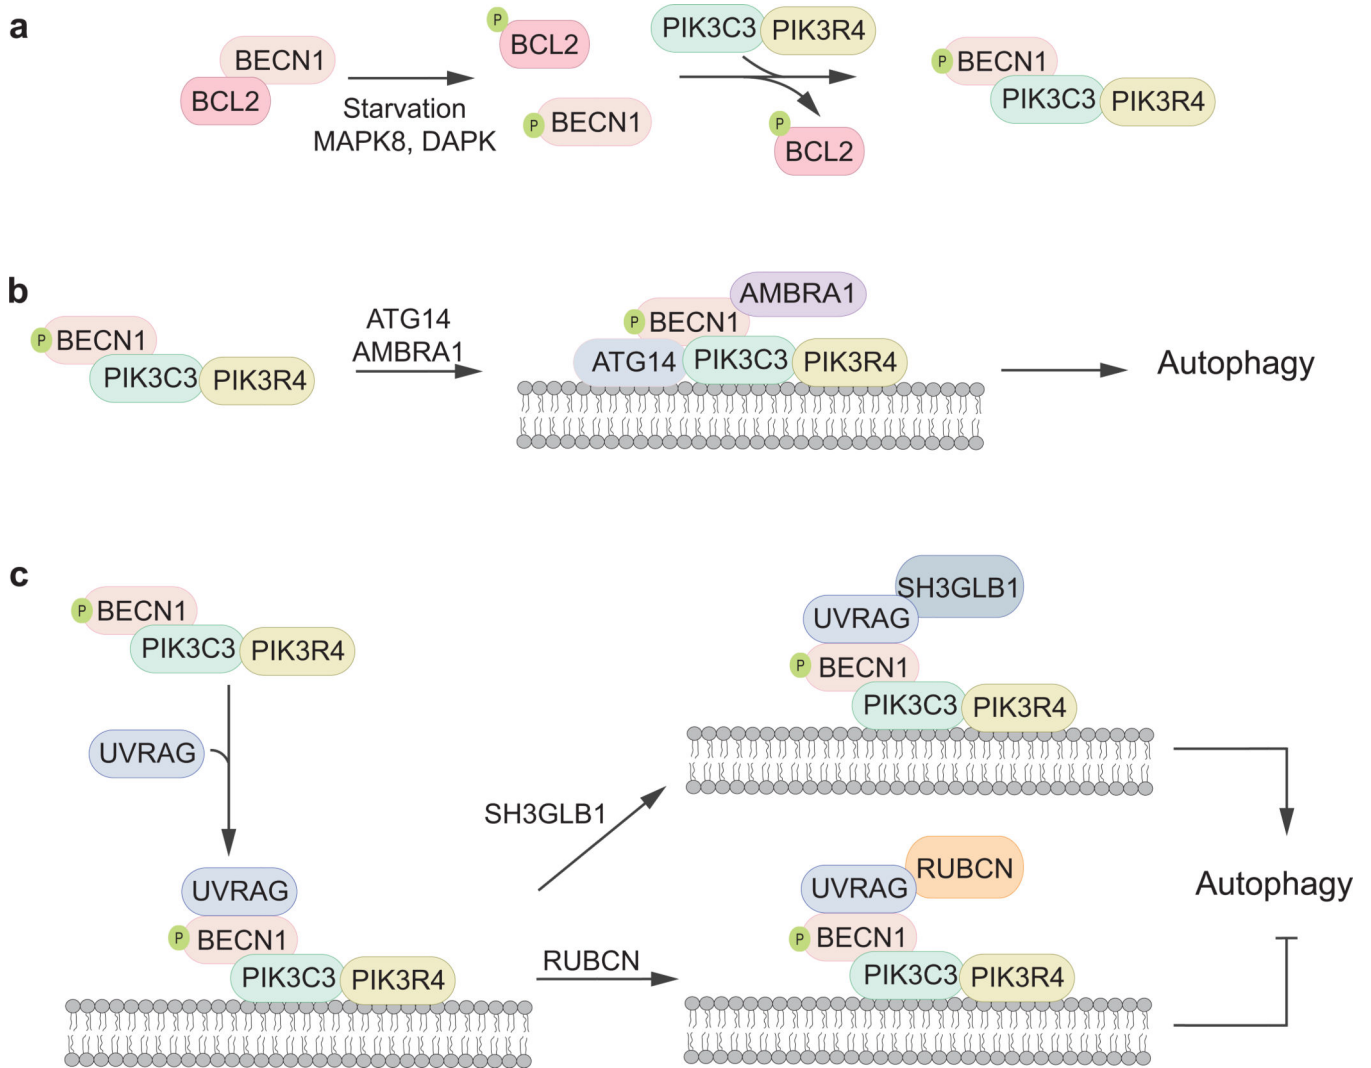 a
BECN1
BCL2
Starvation
MAPK8, DAPK
P
BCL2
P
BECN1
PIK3C3
PIK3R4
P
BCL2
P
BECN1
PIK3C3
PIK3R4
b
P
BECN1
PIK3C3
PIK3R4
ATG14
AMBRA1
AMBRA1
P
BECN1
ATG14
PIK3C3
PIK3R4
Autophagy
c
P
BECN1
PIK3C3
PIK3R4
UVRAG
UVRAG
P
BECN1
PIK3C3
PIK3R4
SH3GLB1
RUBCN
SH3GLB1
UVRAG
P
BECN1
PIK3C3
PIK3R4
RUBCN
UVRAG
P
BECN1
PIK3C3
PIK3R4
Autophagy